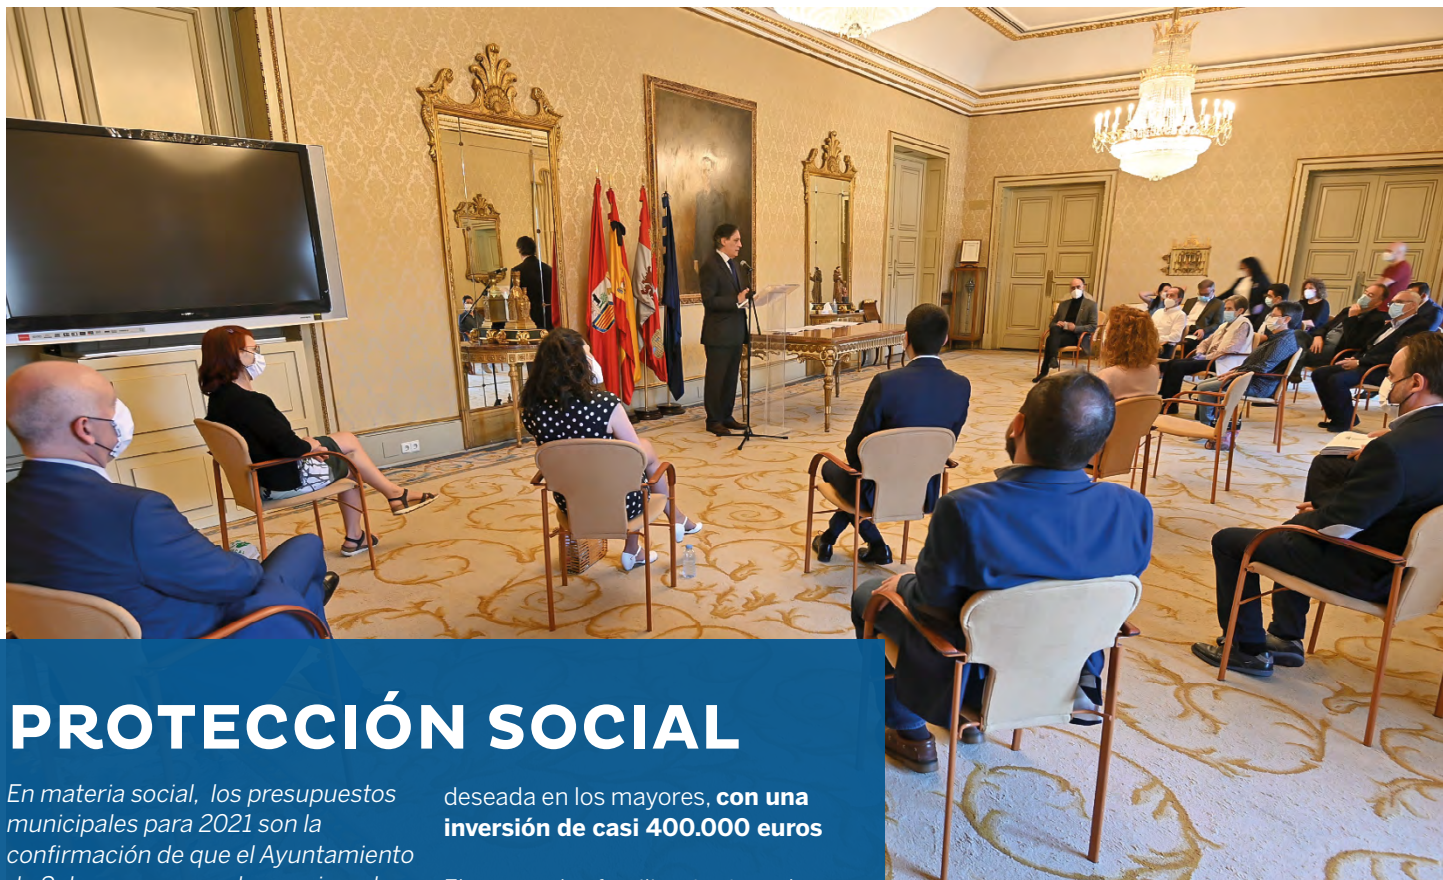 PROTECCIÓN SOCIAL
En materia social, los presupuestos
municipales para 2021 son la
confirmación de que el Ayuntamiento
deseada en los mayores, con una
inversión de casi 400.000 euros